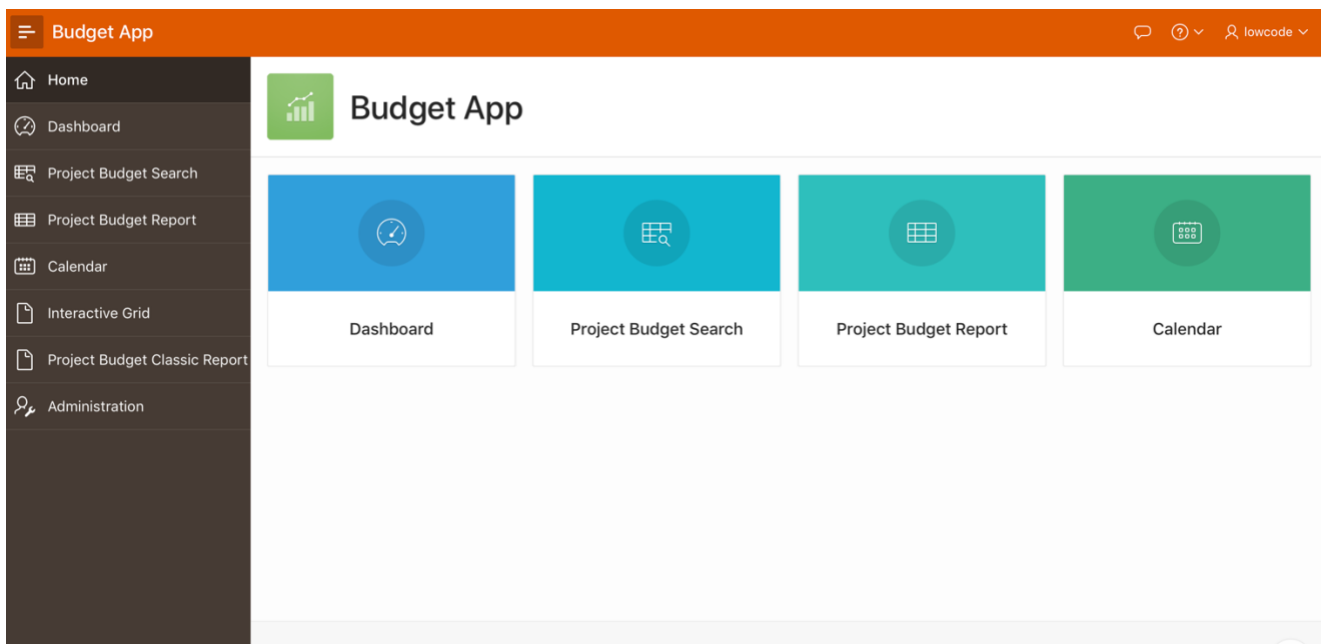 Budget App
lowcode
Home
Dashboard
Project Budget Search
Project Budget Report
Calendar
Interactive Grid
Project Budget Classic Report
Administration
Budget App
Dashboard
Project Budget Search
Project Budget Report
Calendar